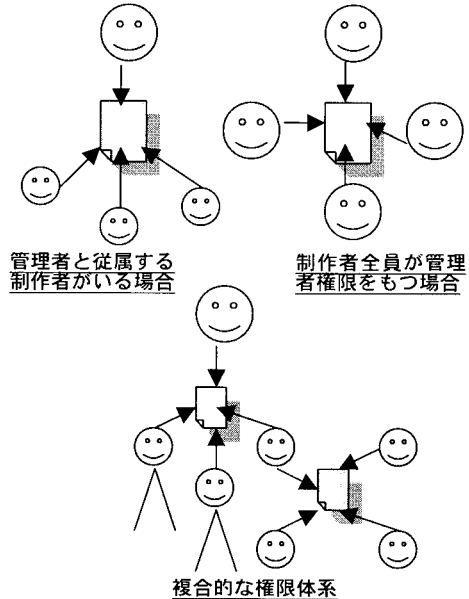 管理者と従属する
制作者がいる場合
制作者全員が管理
者権限をもつ場合
複合的な権限体系